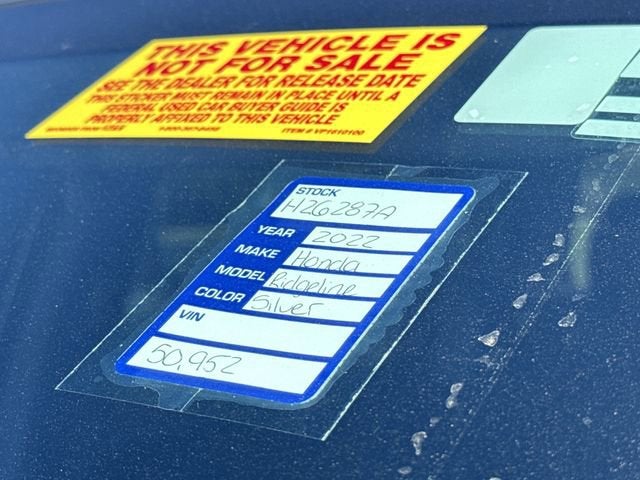 THIS VEHICLE IS
NOT FOR SALE
SEE THE DEALER FOR RELEASE DATE
THIS STICKER MUST REMAIN IN PLACE UNTIL A
FEDERAL USED CAR BUYER GUIDE IS
PROPERLY AFFIXED TO THIS VEHICLE
ITEM # VP1610100
STOCK
H26287A
YEAR 2022
MAKE Honda
MODEL Ridgeline
COLOR Silver
VIN
50,952